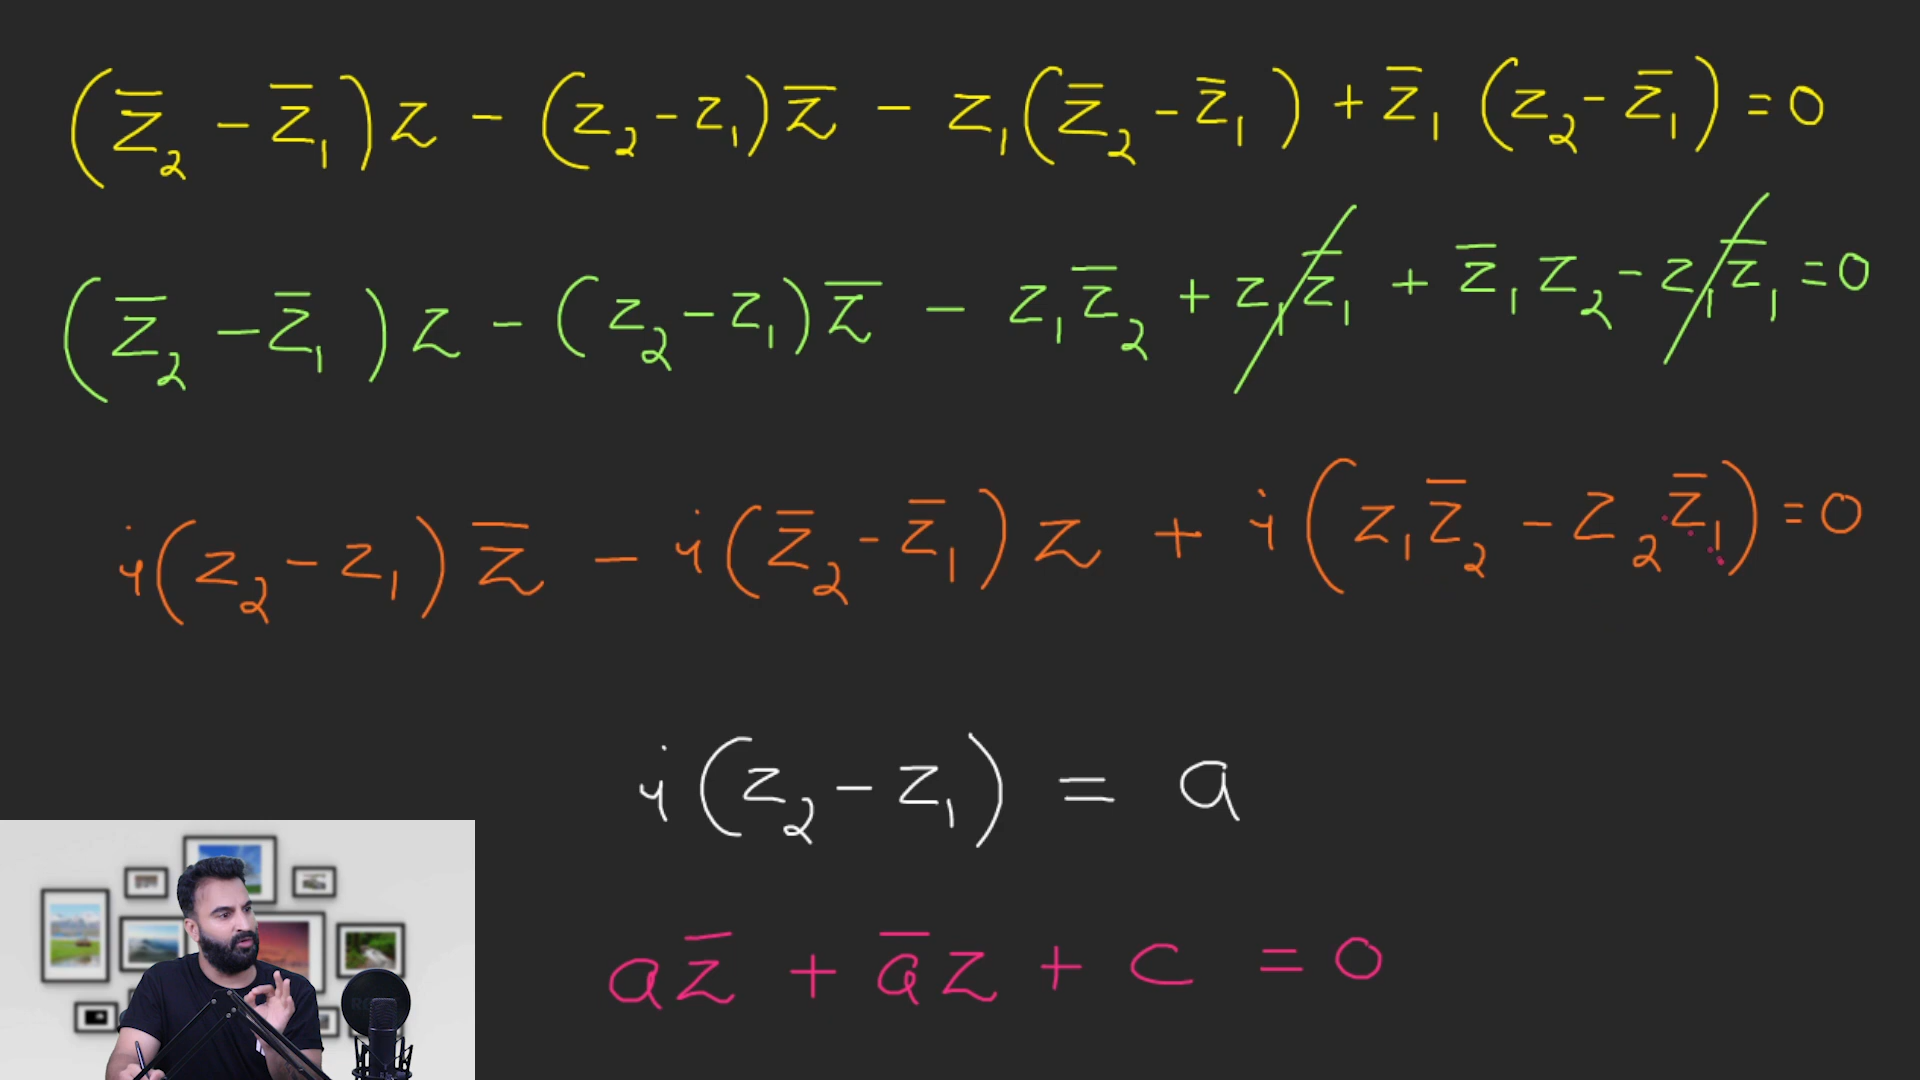 (z̅₂ − z̅₁)z − (z₂ − z₁)z̅ − z₁(z̅₂ − z̅₁) + z̅₁(z₂ − z̅₁) = 0
(z̅₂ − z̅₁)z − (z₂ − z₁)z̅ − z₁z̅₂ + z₁z̅₁ + z̅₁z₂ − z₁z̅₁ = 0
i(z₂ − z₁)z̅ − i(z̅₂ − z̅₁)z + i(z₁z̅₂ − z₂z̅₁) = 0
i(z₂ − z₁) = a
az̅ + a̅z + c = 0